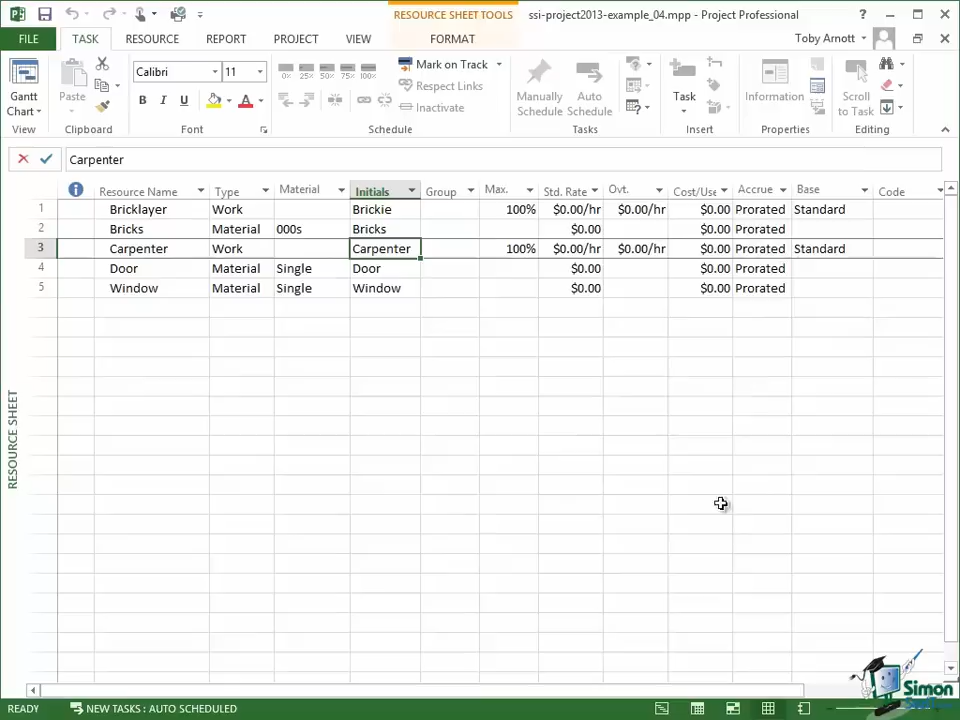 RESOURCE SHEET TOOLS ssi-project2013-example_04.mpp - Project Professional
FILE TASK RESOURCE REPORT PROJECT VIEW FORMAT Toby Arnott
Calibri 11
0% 25% 50% 75% 100%
Mark on Track
Respect Links
Inactivate
Gantt Chart
Paste
Manually Schedule
Auto Schedule
Task
Information
Scroll to Task
View Clipboard Font Schedule Tasks Insert Properties Editing
Carpenter
Resource Name Type Material Initials Group Max. Std. Rate Ovt. Cost/Use Accrue Base Code
1 Bricklayer Work Brickie 100% $0.00/hr $0.00/hr $0.00 Prorated Standard
2 Bricks Material 000s Bricks $0.00 $0.00 Prorated
3 Carpenter Work Carpenter 100% $0.00/hr $0.00/hr $0.00 Prorated Standard
4 Door Material Single Door $0.00 $0.00 Prorated
5 Window Material Single Window $0.00 $0.00 Prorated
RESOURCE SHEET
Simon
READY NEW TASKS : AUTO SCHEDULED